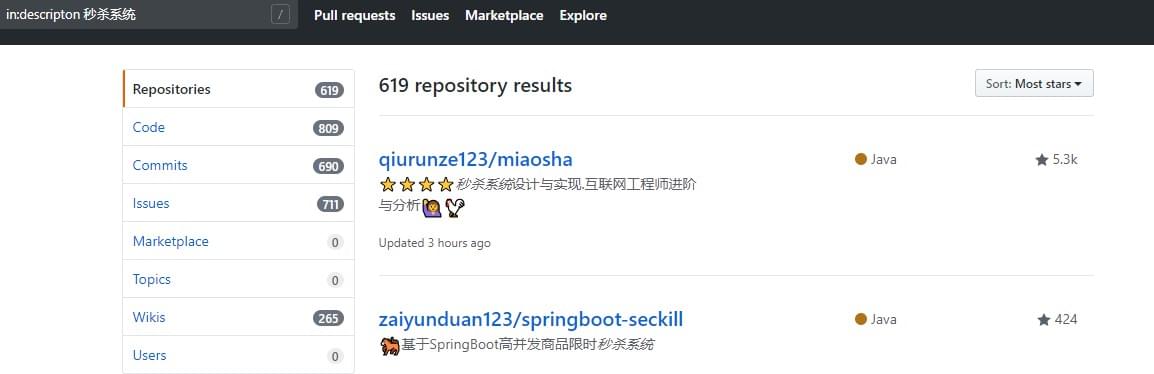 in:descripton 秒杀系统 /
Pull requests Issues Marketplace Explore
Repositories 619
Code 809
Commits 690
Issues 711
Marketplace 0
Topics 0
Wikis 265
Users 0
619 repository results
Sort: Most stars
qiurunze123/miaosha
Java
5.3k
⭐⭐⭐⭐秒杀系统设计与实现.互联网工程师进阶
与分析🙋🐓
Updated 3 hours ago
zaiyunduan123/springboot-seckill
Java
424
🐎基于SpringBoot高并发商品限时秒杀系统